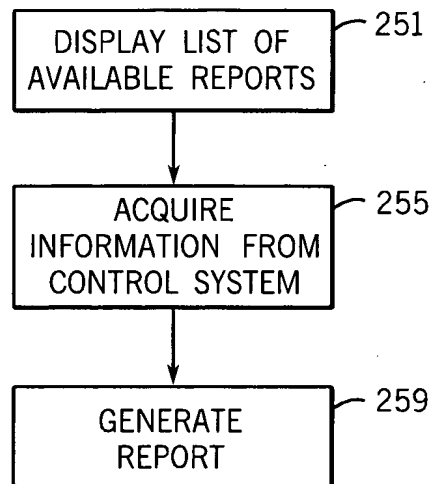 DISPLAY LIST OF
AVAILABLE REPORTS
251
ACQUIRE
INFORMATION FROM
CONTROL SYSTEM
255
GENERATE
REPORT
259